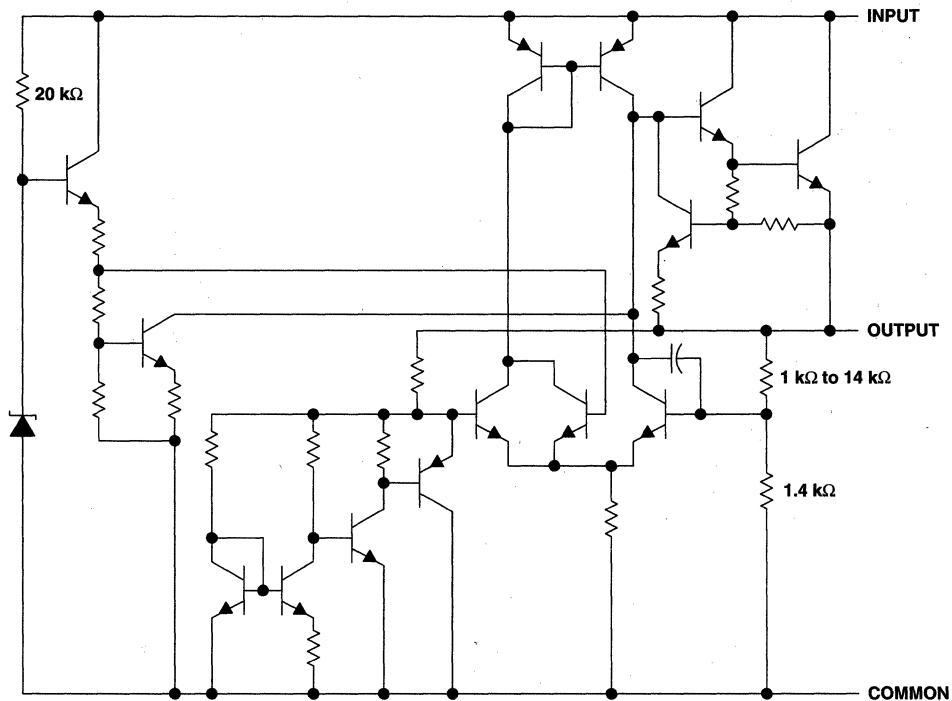 INPUT
20 kΩ
OUTPUT
1 kΩ to 14 kΩ
1.4 kΩ
COMMON